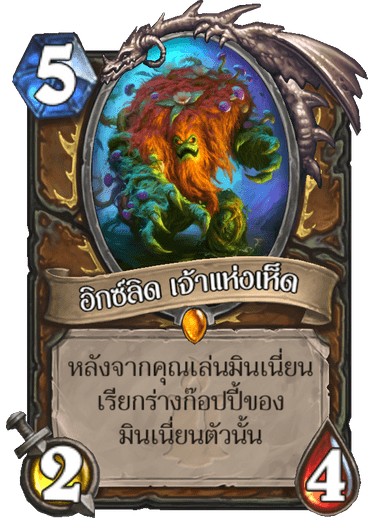 5
อิกซ์ลิด เจ้าแห่งเห็ด
หลังจากคุณเล่นมินเนี่ยน
เรียกร่างก๊อปปี้ของ
มินเนี่ยนตัวนั้น
2
4